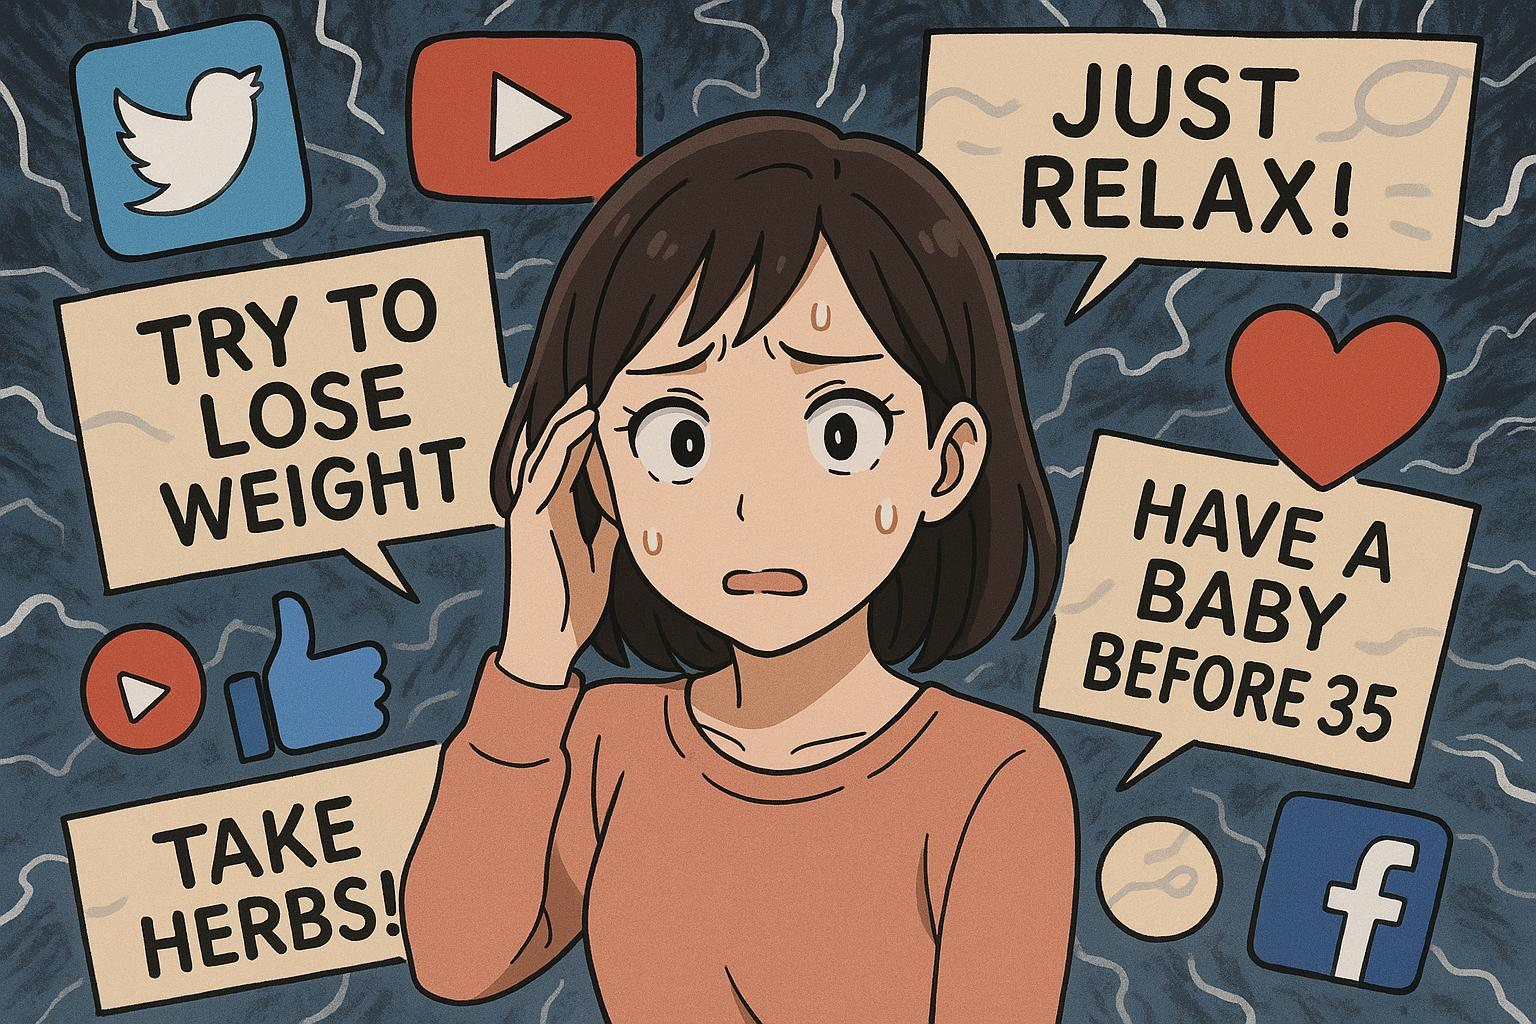 JUST
RELAX!
TRY TO
LOSE
WEIGHT
HAVE A
BABY
BEFORE 35
TAKE
HERBS!
f